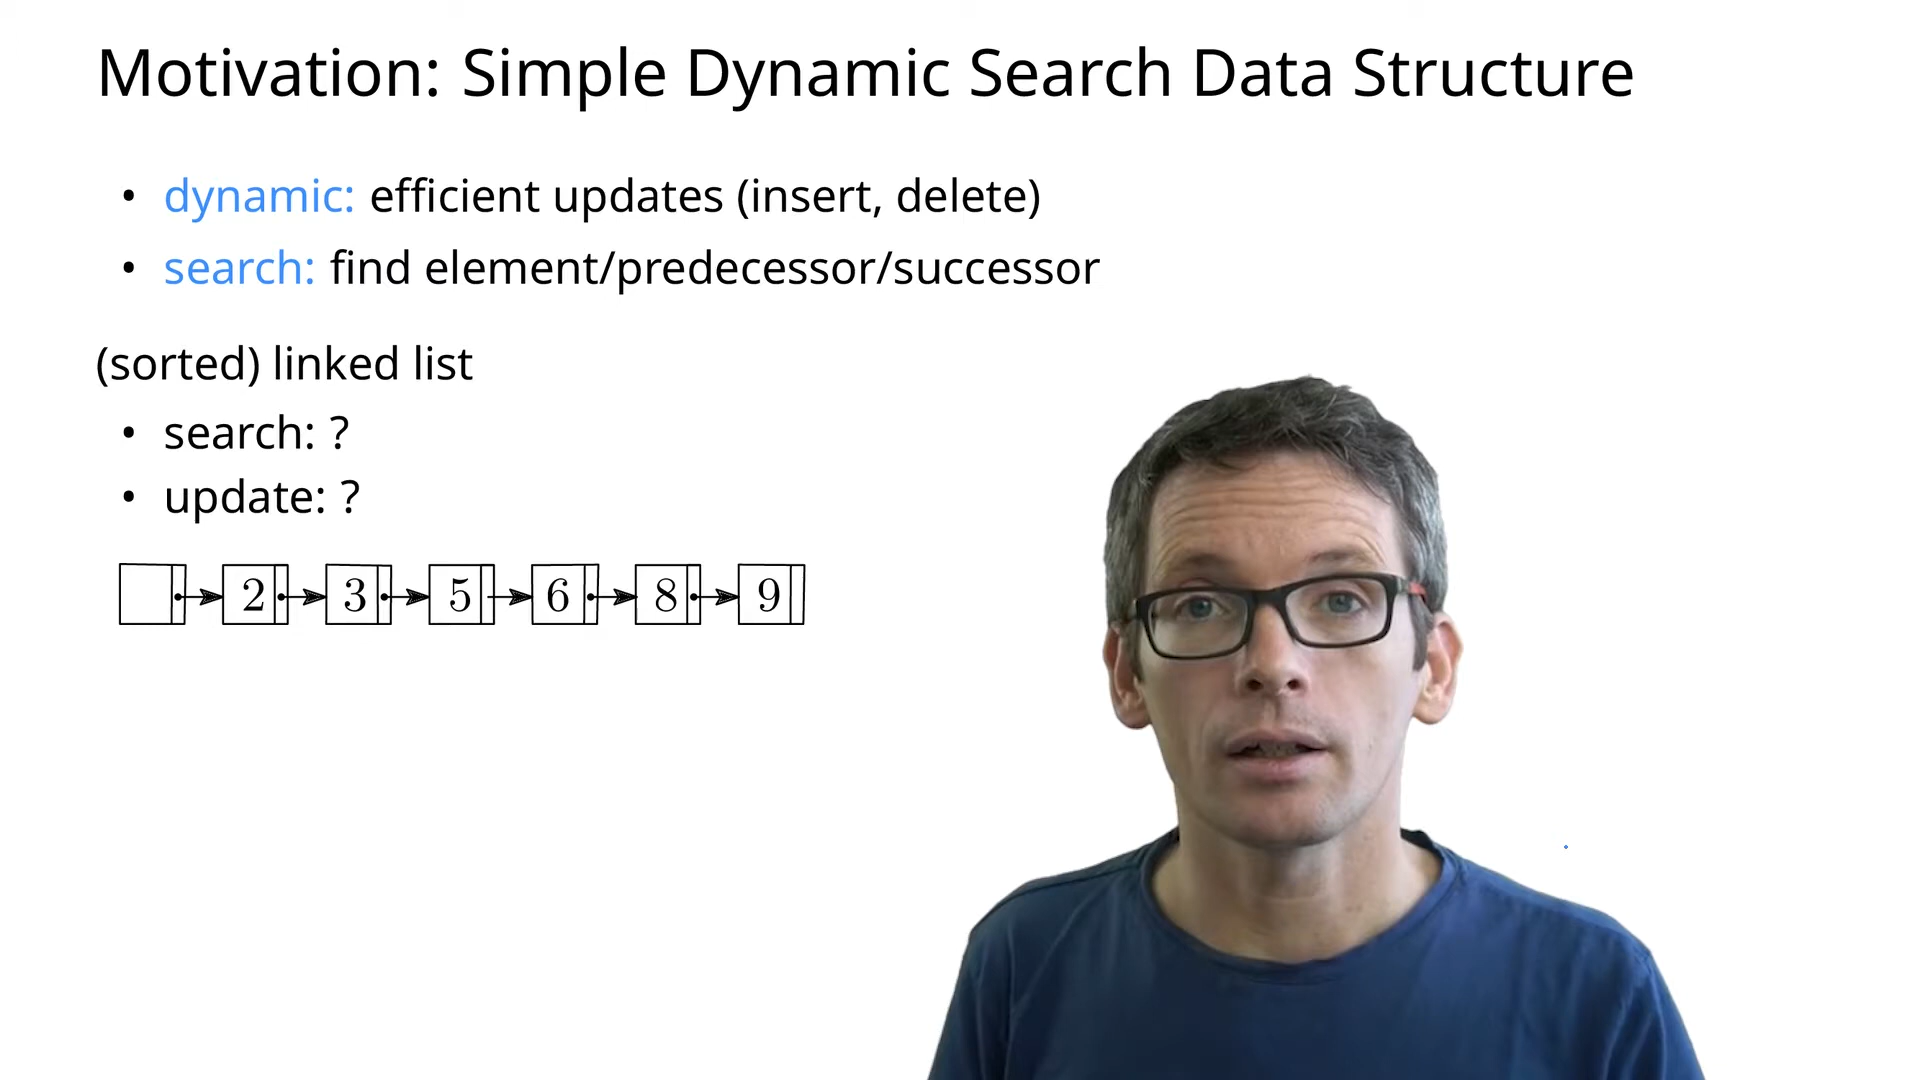 Motivation: Simple Dynamic Search Data Structure
• dynamic: efficient updates (insert, delete)
• search: find element/predecessor/successor
(sorted) linked list
• search: ?
• update: ?
2 3 5 6 8 9